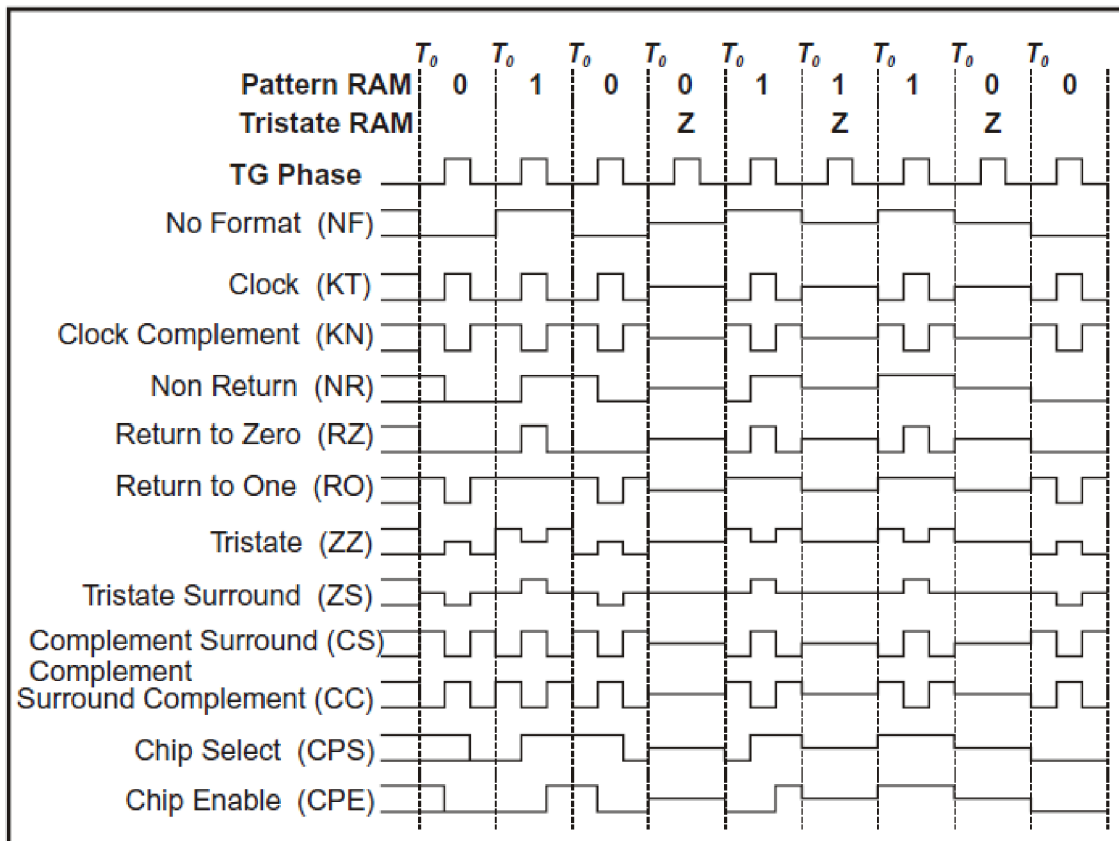 T0 T0 T0 T0 T0 T0 T0 T0 T0
Pattern RAM 0 1 0 0 1 1 1 0 0
Tristate RAM Z Z Z
TG Phase
No Format (NF)
Clock (KT)
Clock Complement (KN)
Non Return (NR)
Return to Zero (RZ)
Return to One (RO)
Tristate (ZZ)
Tristate Surround (ZS)
Complement Surround (CS)
Complement
Surround Complement (CC)
Chip Select (CPS)
Chip Enable (CPE)